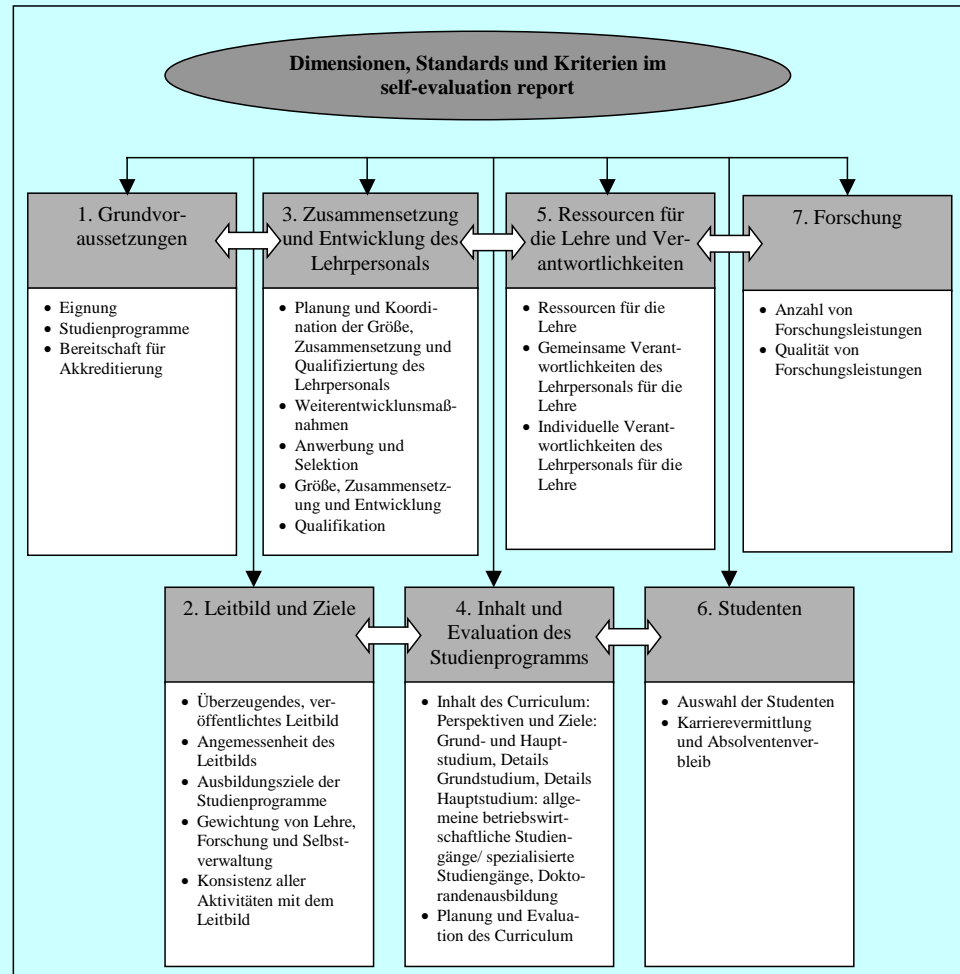 Dimensionen, Standards und Kriterien im
self-evaluation report
1. Grundvor-
aussetzungen
• Eignung
• Studienprogramme
• Bereitschaft für
Akkreditierung
3. Zusammensetzung
und Entwicklung des
Lehrpersonals
• Planung und Koordi-
nation der Größe,
Zusammensetzung und
Qualifiziertung des
Lehrpersonals
• Weiterentwicklunsmaß-
nahmen
• Anwerbung und
Selektion
• Größe, Zusammensetz-
ung und Entwicklung
• Qualifikation
5. Ressourcen für
die Lehre und Ver-
antwortlichkeiten
• Ressourcen für die
Lehre
• Gemeinsame Verant-
wortlichkeiten des
Lehrpersonals für die
Lehre
• Individuelle Verant-
wortlichkeiten des
Lehrpersonals für die
Lehre
7. Forschung
• Anzahl von
Forschungsleistungen
• Qualität von
Forschungsleistungen
2. Leitbild und Ziele
• Überzeugendes, ver-
öffentlichtes Leitbild
• Angemessenheit des
Leitbilds
• Ausbildungsziele der
Studienprogramme
• Gewichtung von Lehre,
Forschung und Selbst-
verwaltung
• Konsistenz aller
Aktivitäten mit dem
Leitbild
4. Inhalt und
Evaluation des
Studienprogramms
• Inhalt des Curriculum:
Perspektiven und Ziele:
Grund- und Haupt-
studium, Details
Grundstudium, Details
Hauptstudium: allge-
meine betriebswirt-
schaftliche Studien-
gänge/ spezialisierte
Studiengänge, Dokto-
randenausbildung
• Planung und Evalua-
tion des Curriculum
6. Studenten
• Auswahl der Studenten
• Karrierevermittlung
und Absolventenver-
bleib